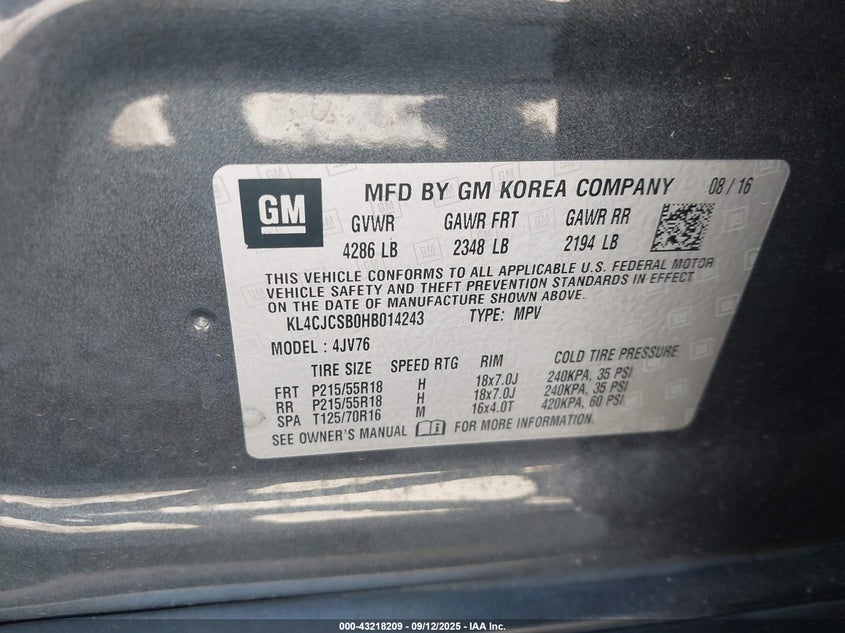 GM
MFD BY GM KOREA COMPANY 08 / 16
GVWR GAWR FRT GAWR RR
4286 LB 2348 LB 2194 LB
THIS VEHICLE CONFORMS TO ALL APPLICABLE U.S. FEDERAL MOTOR
VEHICLE SAFETY AND THEFT PREVENTION STANDARDS IN EFFECT
ON THE DATE OF MANUFACTURE SHOWN ABOVE.
KL4CJCSB0HB014243 TYPE: MPV
MODEL : 4JV76
TIRE SIZE SPEED RTG RIM COLD TIRE PRESSURE
FRT P215/55R18 H 18x7.0J 240KPA, 35 PSI
RR P215/55R18 H 18x7.0J 240KPA, 35 PSI
SPA T125/70R16 M 16x4.0T 420KPA, 60 PSI
SEE OWNER'S MANUAL FOR MORE INFORMATION.
000-43218209 - 09/12/2025 - IAA Inc.